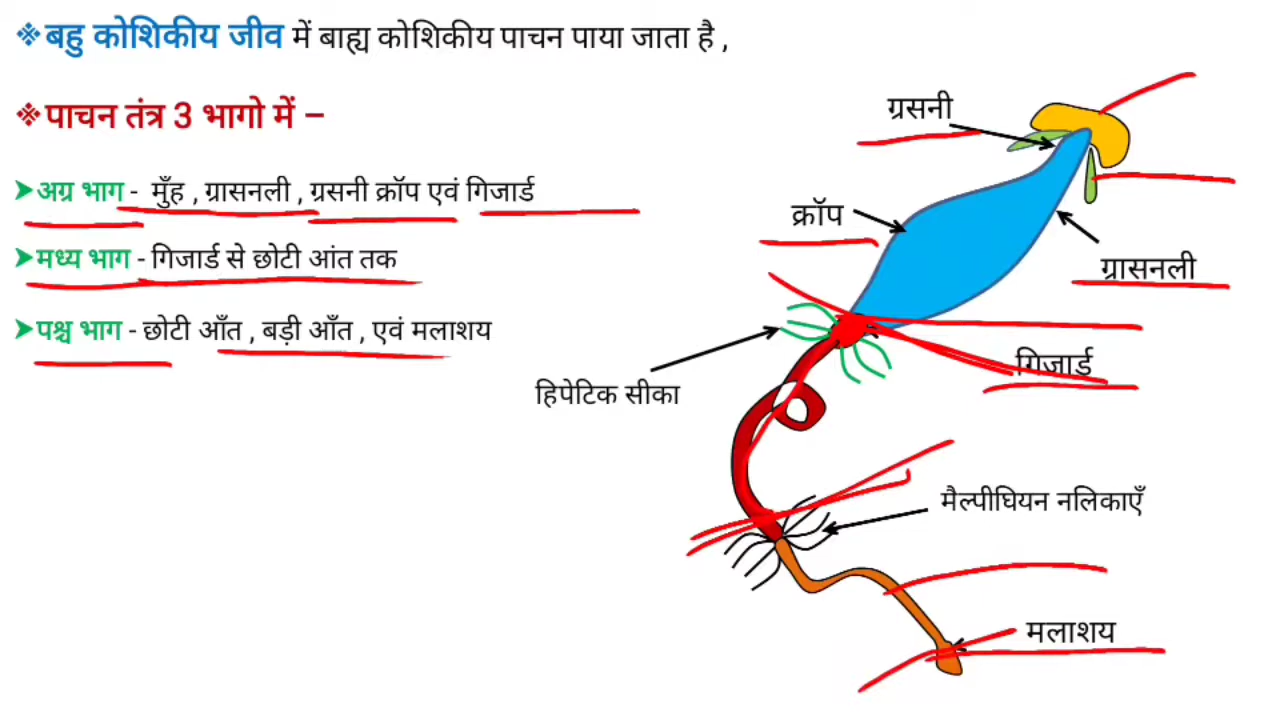 ❖बहु कोशिकीय जीव में बाह्य कोशिकीय पाचन पाया जाता है ,
❖पाचन तंत्र 3 भागो में –
➤अग्र भाग - मुँह , ग्रासनली , ग्रसनी क्रॉप एवं गिजार्ड
➤मध्य भाग - गिजार्ड से छोटी आंत तक
➤पश्च भाग - छोटी आँत , बड़ी आँत , एवं मलाशय
ग्रसनी
क्रॉप
ग्रासनली
गिजार्ड
हिपेटिक सीका
मैल्पीघियन नलिकाएँ
मलाशय